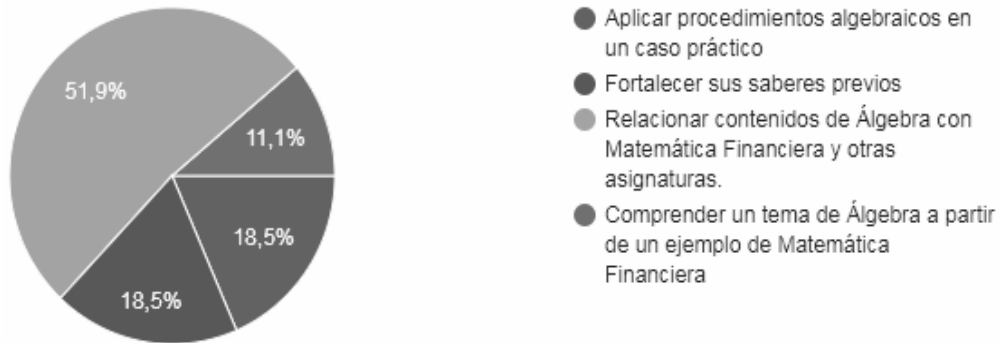 51,9%
11,1%
18,5%
18,5%
Aplicar procedimientos algebraicos en
un caso práctico
Fortalecer sus saberes previos
Relacionar contenidos de Álgebra con
Matemática Financiera y otras
asignaturas.
Comprender un tema de Álgebra a partir
de un ejemplo de Matemática
Financiera